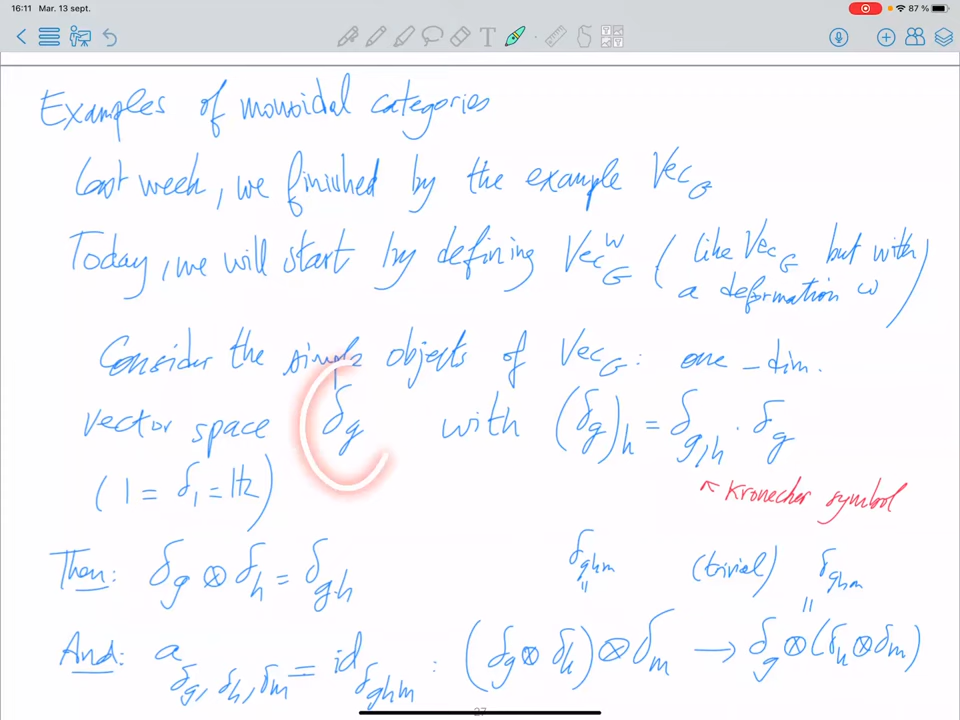 16:11 Mar. 13 sept. 87 %
Examples of monoidal categories
Last week, we finished by the example Vec_G
Today, we will start by defining Vec_G^ω (like Vec_G but with
a deformation ω)
Consider the simple objects of Vec_G: one-dim.
vector space δ_g with (δ_g)_h = δ_{g,h} · δ_g
(1 = δ_1 = 𝕜)
↖ Kronecher symbol
Then: δ_g ⊗ δ_h = δ_{gh}
δ_{ghm} (trivial) δ_{ghm}
" "
And: a_{δ_g, δ_h, δ_m} = id_{δ_{ghm}} : (δ_g ⊗ δ_h) ⊗ δ_m → δ_g ⊗ (δ_h ⊗ δ_m)
27